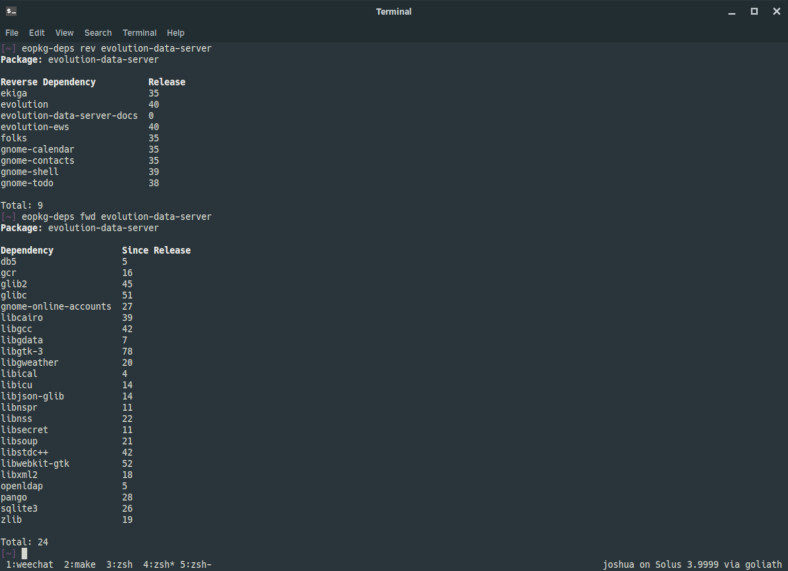 Terminal
File Edit View Search Terminal Help
[~] eopkg-deps rev evolution-data-server
Package: evolution-data-server
Reverse Dependency Release
ekiga 35
evolution 40
evolution-data-server-docs 0
evolution-ews 40
folks 35
gnome-calendar 35
gnome-contacts 35
gnome-shell 39
gnome-todo 38
Total: 9
[~] eopkg-deps fwd evolution-data-server
Package: evolution-data-server
Dependency Since Release
db5 5
gcr 16
glib2 45
glibc 51
gnome-online-accounts 27
libcairo 39
libgcc 42
libgdata 7
libgtk-3 78
libgweather 20
libical 4
libicu 14
libjson-glib 14
libnspr 11
libnss 22
libsecret 11
libsoup 21
libstdc++ 42
libwebkit-gtk 52
libxml2 18
openldap 5
pango 28
sqlite3 26
zlib 19
Total: 24
[~]
1:weechat 2:make 3:zsh 4:zsh* 5:zsh- joshua on Solus 3.9999 via goliath